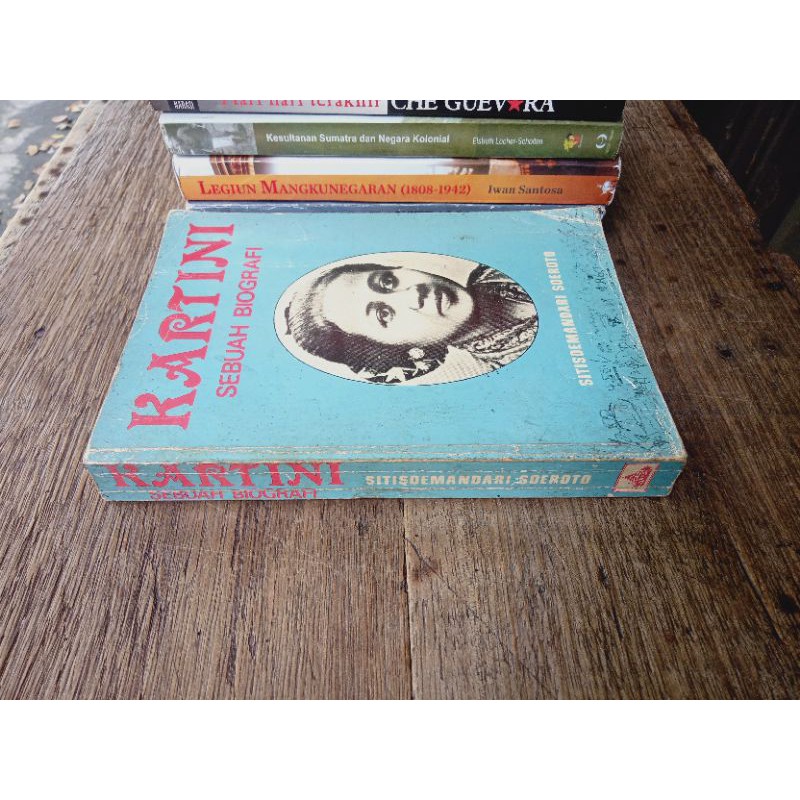 Hari hari terakhir CHE GUEVARA
Kesultanan Sumatra dan Negara Kolonial Elsbeth Locher-Scholten
LEGIUN MANGKUNEGARAN (1808-1942) Iwan Santosa
KARTINI
SEBUAH BIOGRAFI
SITISOEMANDARI SOEROTO
KARTINI
SEBUAH BIOGRAFI
SITISOEMANDARI SOEROTO